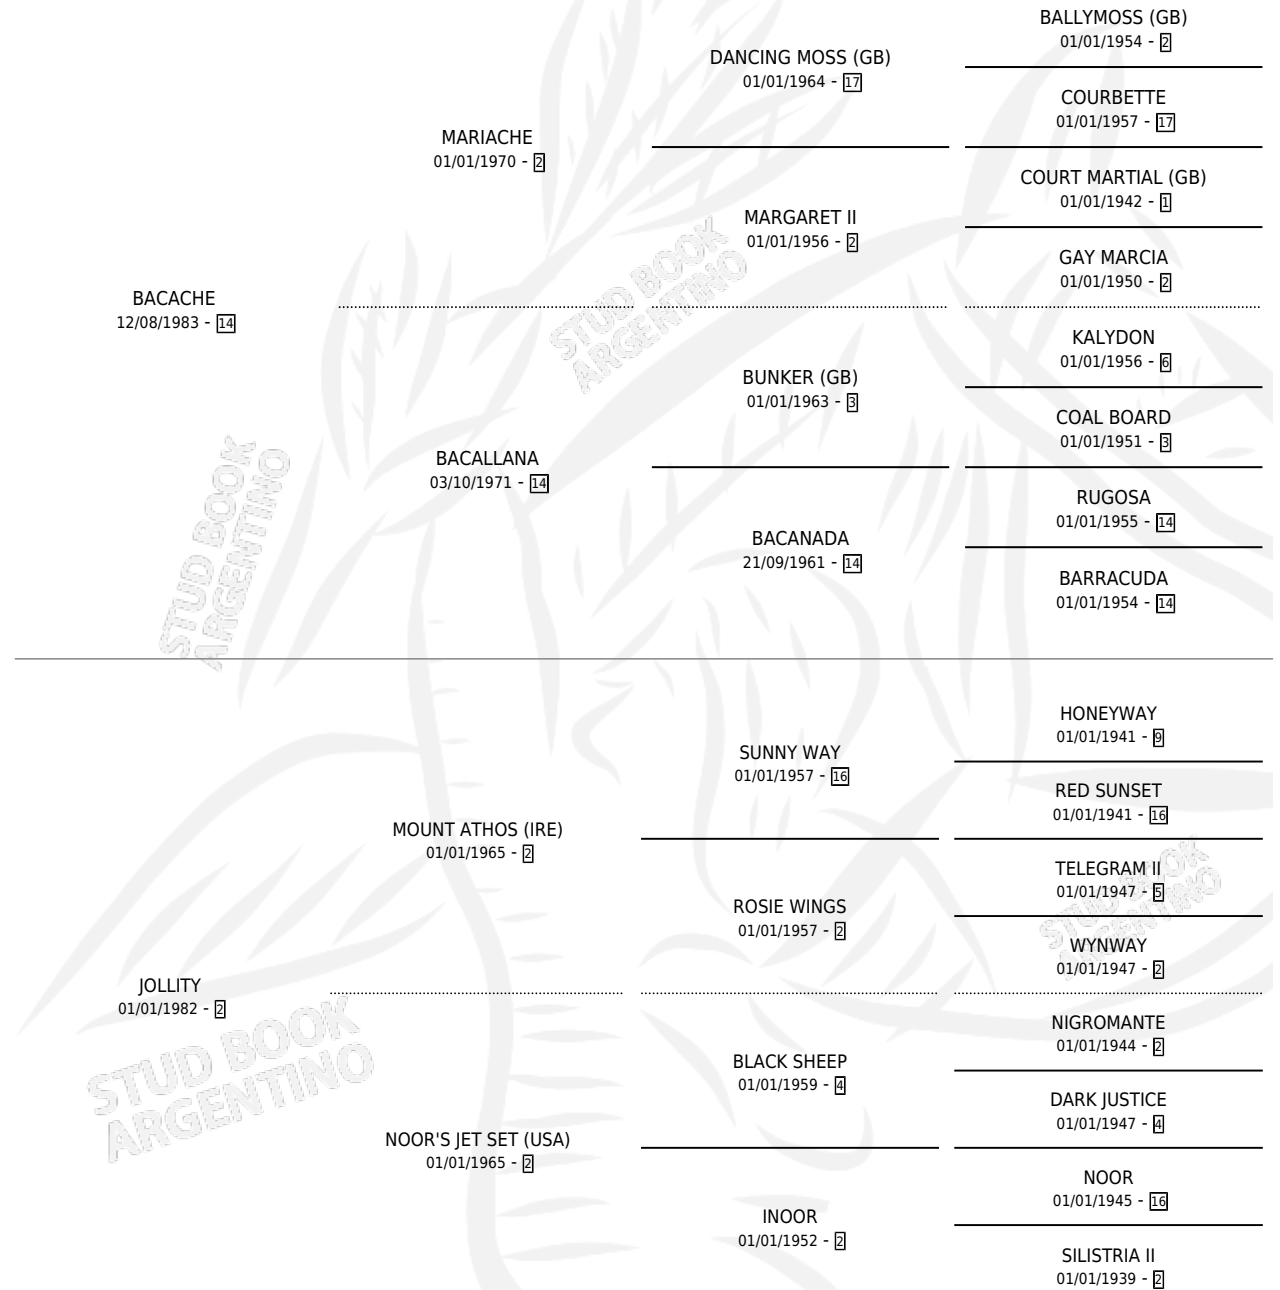 BALLYMOSS (GB)
01/01/1954 - 2
DANCING MOSS (GB)
01/01/1964 - 17
COURBETTE
01/01/1957 - 17
MARIACHE
01/01/1970 - 2
COURT MARTIAL (GB)
01/01/1942 - 1
MARGARET II
01/01/1956 - 2
GAY MARCIA
01/01/1950 - 2
BACACHE
12/08/1983 - 14
STUD BOOK
ARGENTINO
KALYDON
01/01/1956 - 6
BUNKER (GB)
01/01/1963 - 3
COAL BOARD
01/01/1951 - 3
BACALLANA
03/10/1971 - 14
RUGOSA
01/01/1955 - 14
BACANADA
21/09/1961 - 14
BARRACUDA
01/01/1954 - 14
STUD BOOK
ARGENTINO
HONEYWAY
01/01/1941 - 9
SUNNY WAY
01/01/1957 - 16
RED SUNSET
01/01/1941 - 16
MOUNT ATHOS (IRE)
01/01/1965 - 2
TELEGRAM II
01/01/1947 - 5
STUD BOOK
ARGENTINO
ROSIE WINGS
01/01/1957 - 2
WYNWAY
01/01/1947 - 2
JOLLITY
01/01/1982 - 2
STUD BOOK
ARGENTINO
NIGROMANTE
01/01/1944 - 2
BLACK SHEEP
01/01/1959 - 4
DARK JUSTICE
01/01/1947 - 4
NOOR'S JET SET (USA)
01/01/1965 - 2
NOOR
01/01/1945 - 16
INOOR
01/01/1952 - 2
SILISTRIA II
01/01/1939 - 2